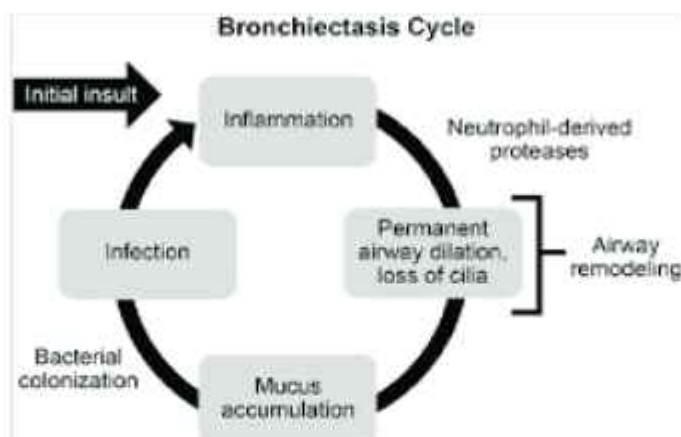 Bronchiectasis Cycle
Initial insult
Inflammation
Neutrophil-derived
proteases
Permanent
airway dilation,
loss of cilia
Airway
remodeling
Infection
Bacterial
colonization
Mucus
accumulation